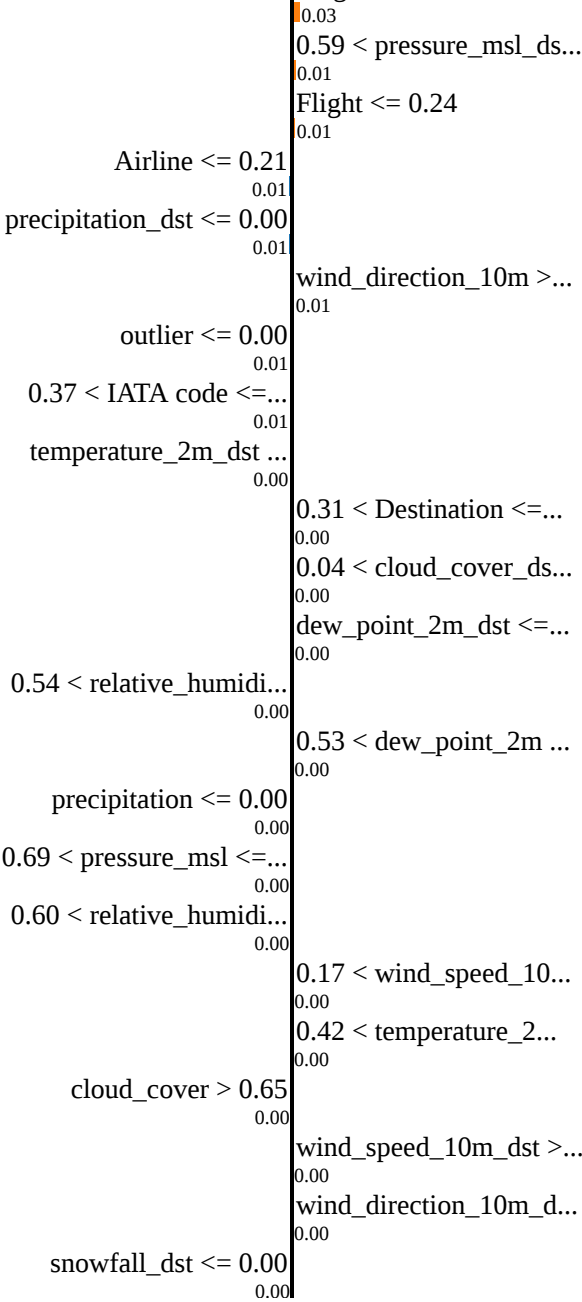 0.03
0.59 < pressure_msl_ds...
0.01
Flight <= 0.24
0.01
Airline <= 0.21
0.01
precipitation_dst <= 0.00
0.01
wind_direction_10m >...
0.01
outlier <= 0.00
0.01
0.37 < IATA code <=...
0.01
temperature_2m_dst ...
0.00
0.31 < Destination <=...
0.00
0.04 < cloud_cover_ds...
0.00
dew_point_2m_dst <=...
0.00
0.54 < relative_humidi...
0.00
0.53 < dew_point_2m ...
0.00
precipitation <= 0.00
0.00
0.69 < pressure_msl <=...
0.00
0.60 < relative_humidi...
0.00
0.17 < wind_speed_10...
0.00
0.42 < temperature_2...
0.00
cloud_cover > 0.65
0.00
wind_speed_10m_dst >...
0.00
wind_direction_10m_d...
0.00
snowfall_dst <= 0.00
0.00